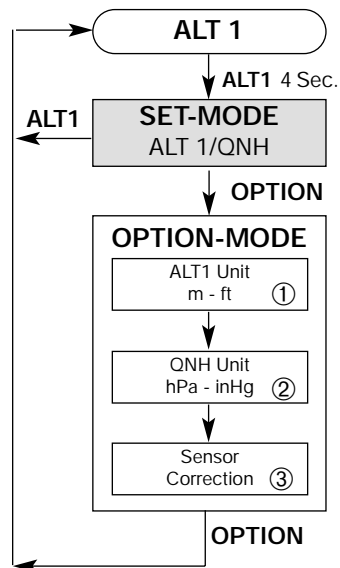 ALT 1
ALT1 4 Sec.
ALT1
SET-MODE
ALT 1/QNH
OPTION
OPTION-MODE
ALT1 Unit
m - ft ①
QNH Unit
hPa - inHg ②
Sensor
Correction ③
OPTION